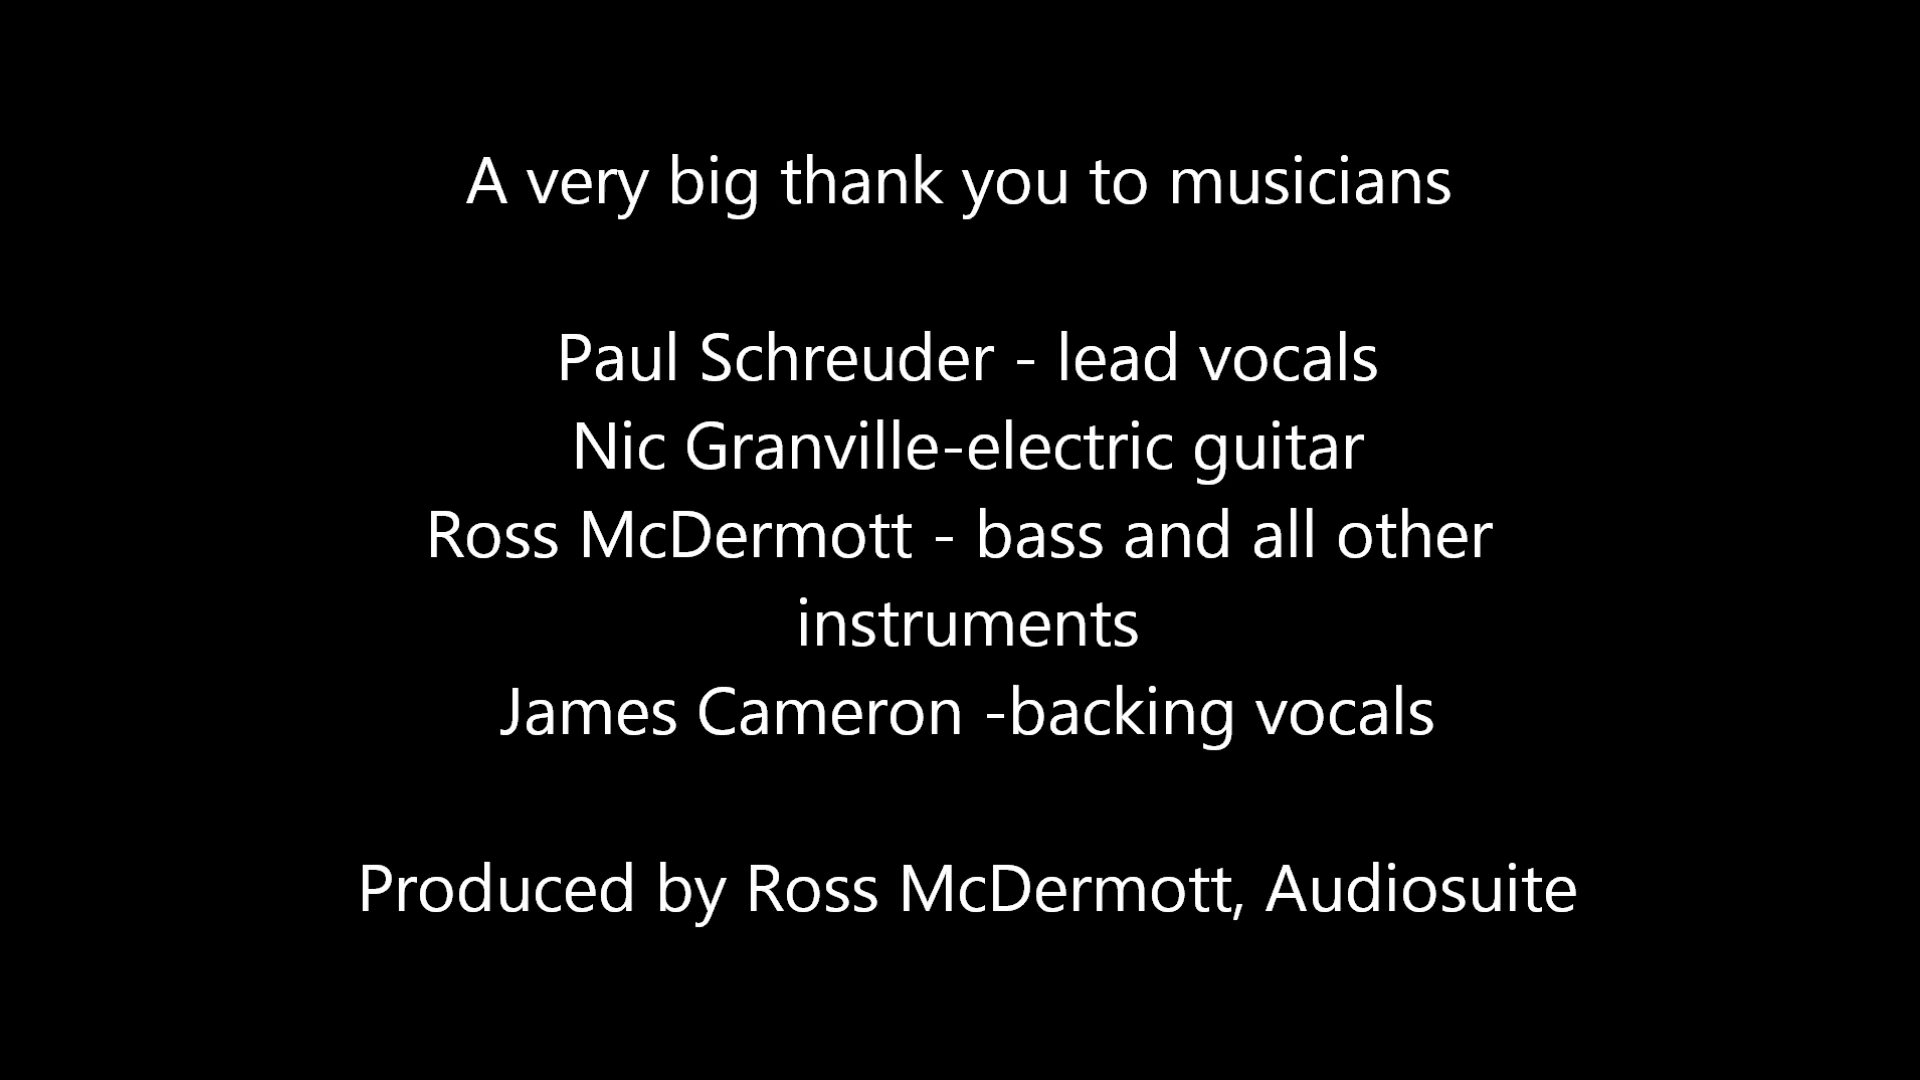 A very big thank you to musicians
Paul Schreuder - lead vocals
Nic Granville-electric guitar
Ross McDermott - bass and all other
instruments
James Cameron -backing vocals
Produced by Ross McDermott, Audiosuite